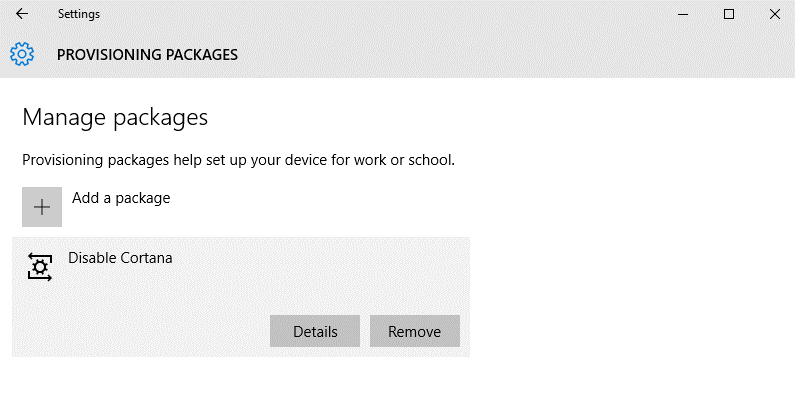 Settings
PROVISIONING PACKAGES
Manage packages
Provisioning packages help set up your device for work or school.
Add a package
Disable Cortana
Details Remove